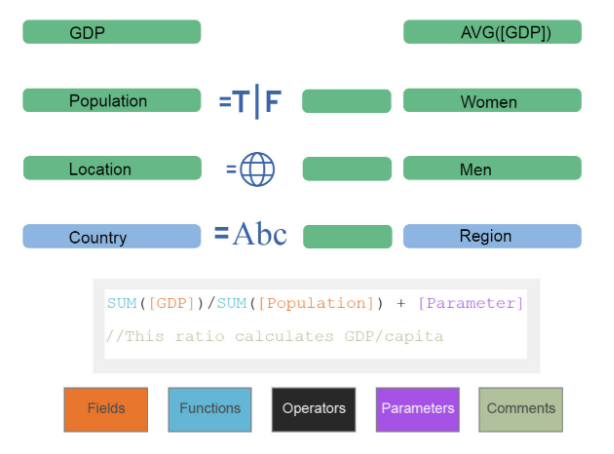 GDP AVG([GDP])
Population =T|F Women
Location = Men
Country =Abc Region
SUM([GDP])/SUM([Population]) + [Parameter]
//This ratio calculates GDP/capita
Fields Functions Operators Parameters Comments